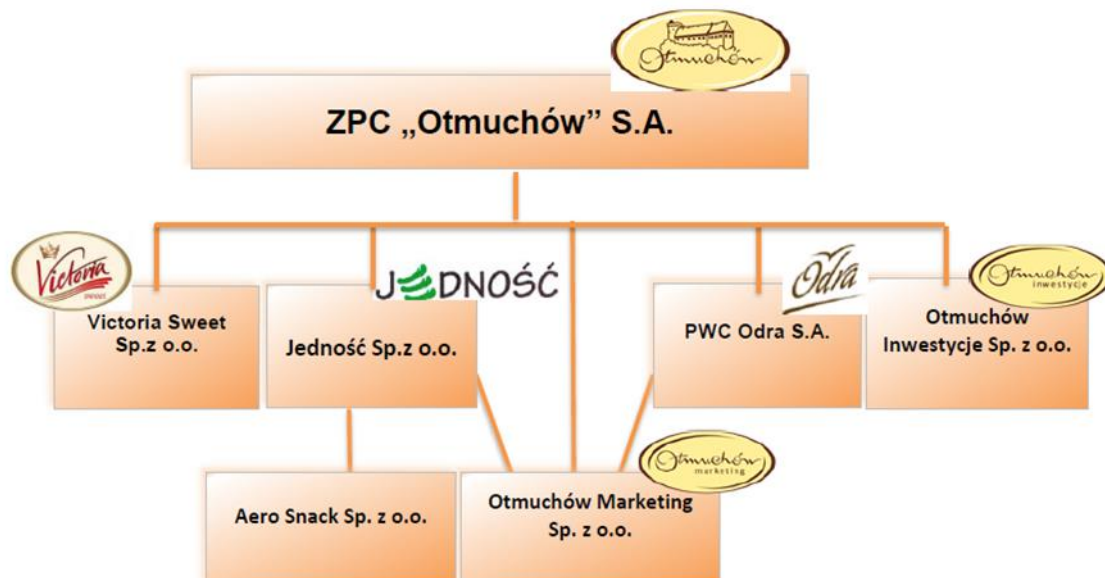 Otmuchów
ZPC „Otmuchów” S.A.
Victoria
sweet
JEDNOŚĆ
Odra
Otmuchów
inwestycje
Victoria Sweet
Sp.z o.o.
Jedność Sp.z o.o.
PWC Odra S.A.
Otmuchów
Inwestycje Sp. z o.o.
Otmuchów
marketing
Aero Snack Sp. z o.o.
Otmuchów Marketing
Sp. z o.o.